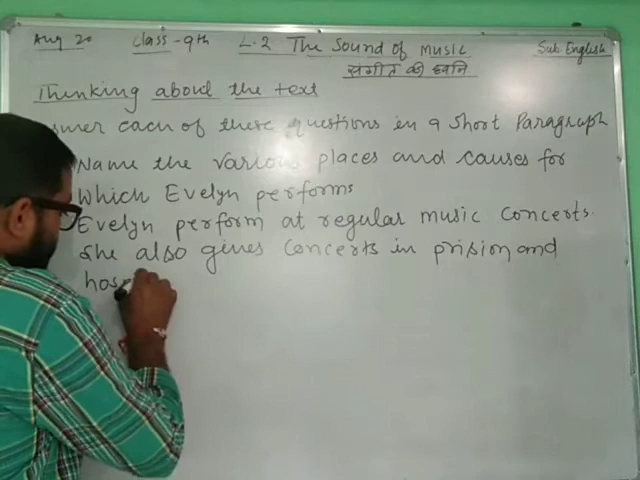 Aug 20 Class-9th L.2 The Sound of Music Sub English
संगीत की ध्वनि
Thinking about the text
each of these questions in a Short Paragraph
Name the various places and causes for
Which Evelyn performs
Evelyn perform at regular music concerts.
She also gives concerts in prision and
hosp